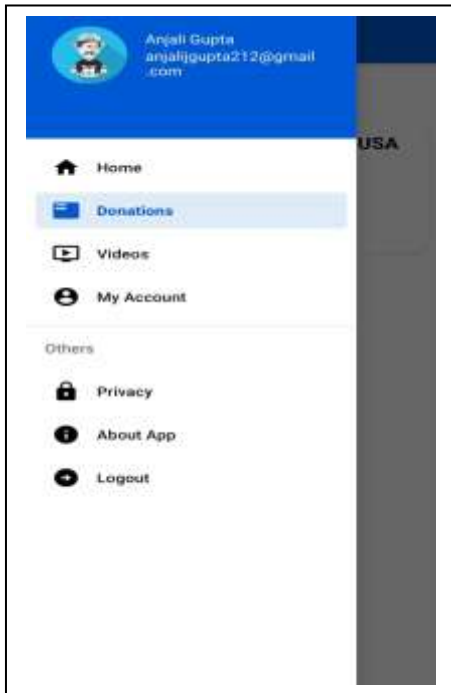 Anjali Gupta
anjalijgupta212@gmail
.com
USA
Home
Donations
Videos
My Account
Others
Privacy
About App
Logout